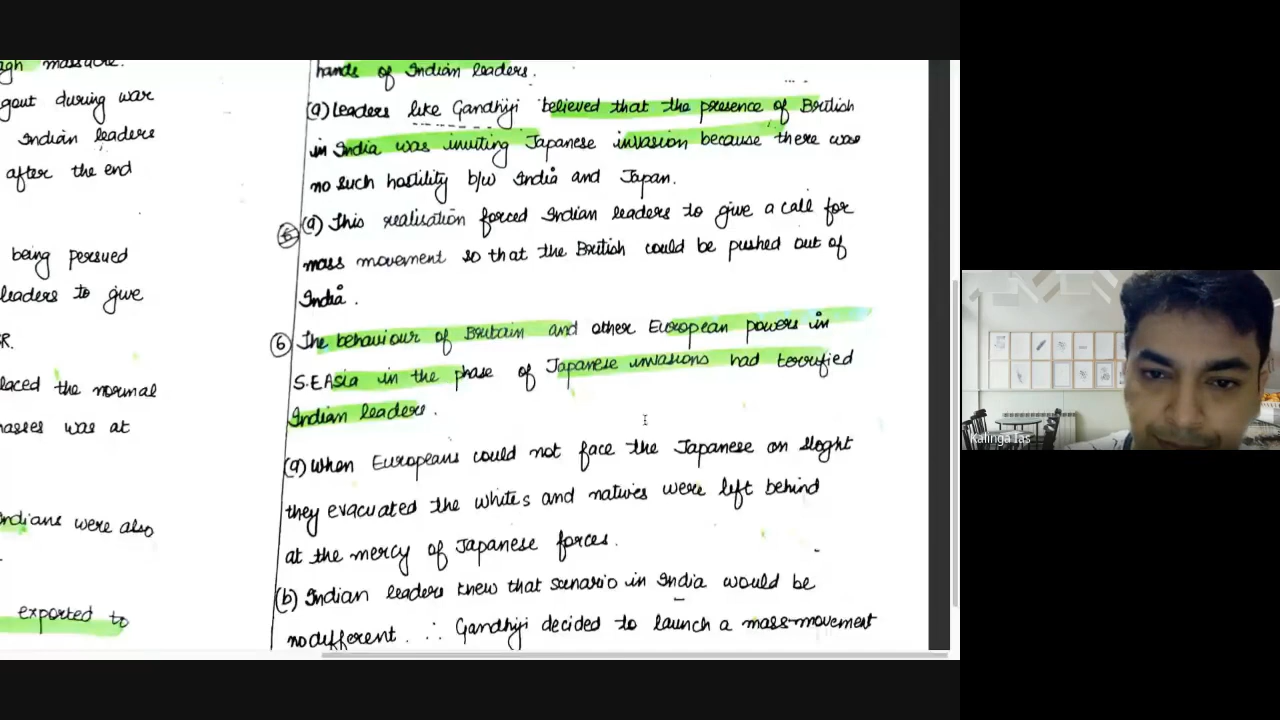 gh massacre.
gout during war
Indian leaders
after the end
being persued
leaders to give
R.
laced the normal
masses was at
ndians were also
exported to
hands of Indian leaders.
(a) Leaders like Gandhiji believed that the presence of British
in India was inviting Japanese invasion because there was
no such hostility b/w India and Japan.
(a) This realisation forced Indian leaders to give a call for
mass movement so that the British could be pushed out of
India.
6 The behaviour of Britain and other European powers in
S.E Asia in the phase of Japanese invasions had terrified
Indian leaders.
(a) When Europeans could not face the Japanese on sloght
they evacuated the whites and natives were left behind
at the mercy of Japanese forces.
(b) Indian leaders knew that scenario in India would be
no different. ∴ Gandhiji decided to launch a mass-movement
Kalinga Ias